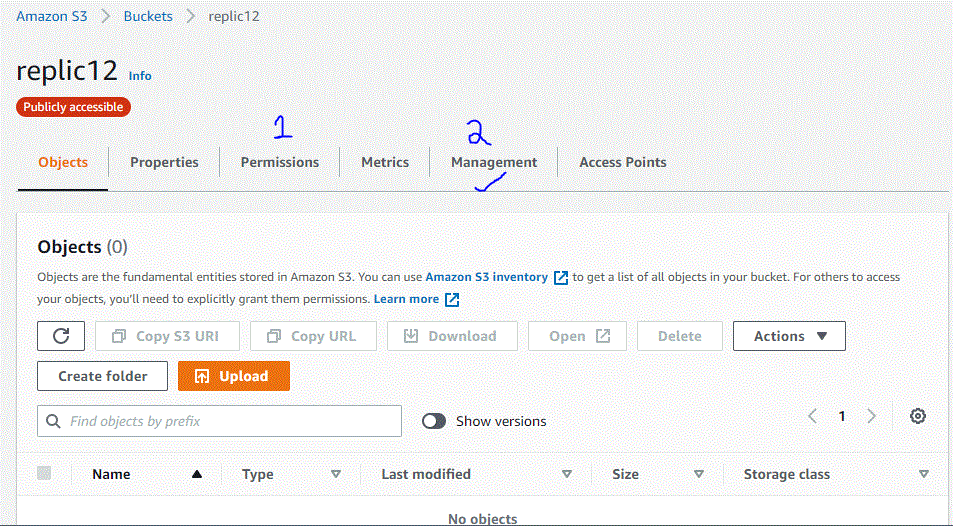 Amazon S3 > Buckets > replic12
replic12 Info
Publicly accessible
1 2
Objects Properties Permissions Metrics Management Access Points
Objects (0)
Objects are the fundamental entities stored in Amazon S3. You can use Amazon S3 inventory to get a list of all objects in your bucket. For others to access
your objects, you'll need to explicitly grant them permissions. Learn more
Copy S3 URI Copy URL Download Open Delete Actions
Create folder Upload
Find objects by prefix Show versions 1
Name Type Last modified Size Storage class
No objects